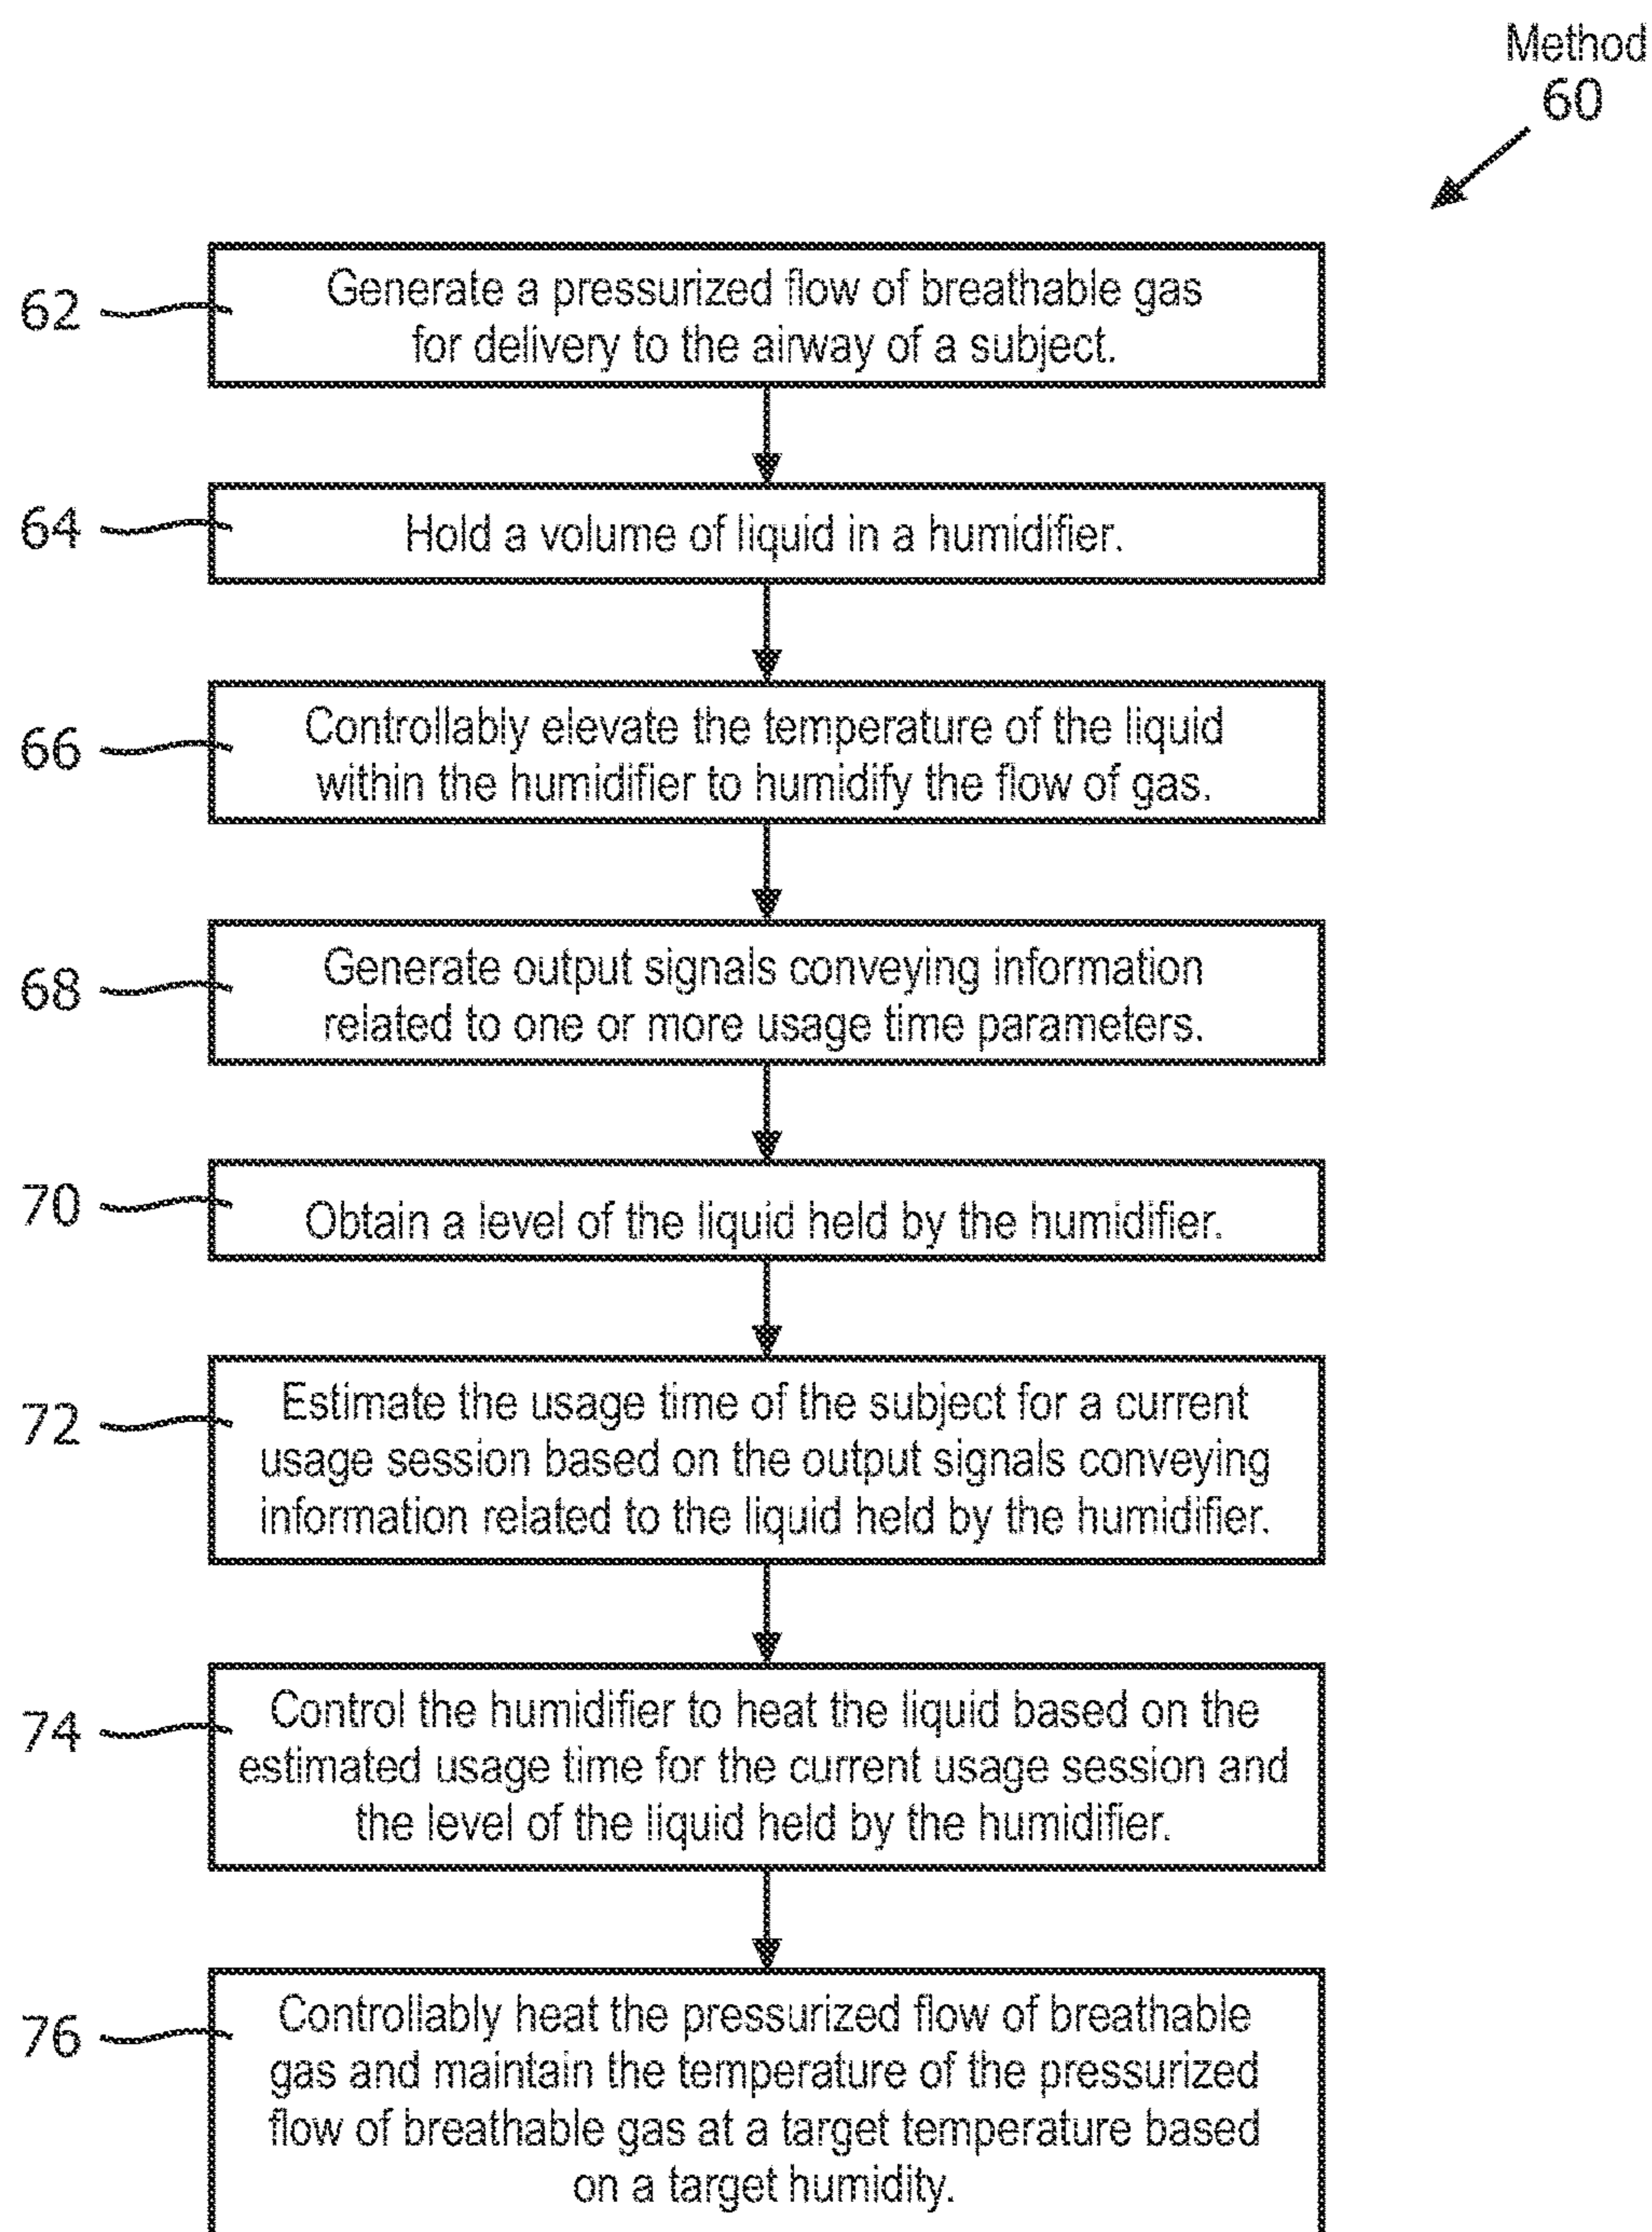 Method
60
62
Generate a pressurized flow of breathable gas
for delivery to the airway of a subject.
64
Hold a volume of liquid in a humidifier.
66
Controllably elevate the temperature of the liquid
within the humidifier to humidify the flow of gas.
68
Generate output signals conveying information
related to one or more usage time parameters.
70
Obtain a level of the liquid held by the humidifier.
72
Estimate the usage time of the subject for a current
usage session based on the output signals conveying
information related to the liquid held by the humidifier.
74
Control the humidifier to heat the liquid based on the
estimated usage time for the current usage session and
the level of the liquid held by the humidifier.
76
Controllably heat the pressurized flow of breathable
gas and maintain the temperature of the pressurized
flow of breathable gas at a target temperature based
on a target humidity.